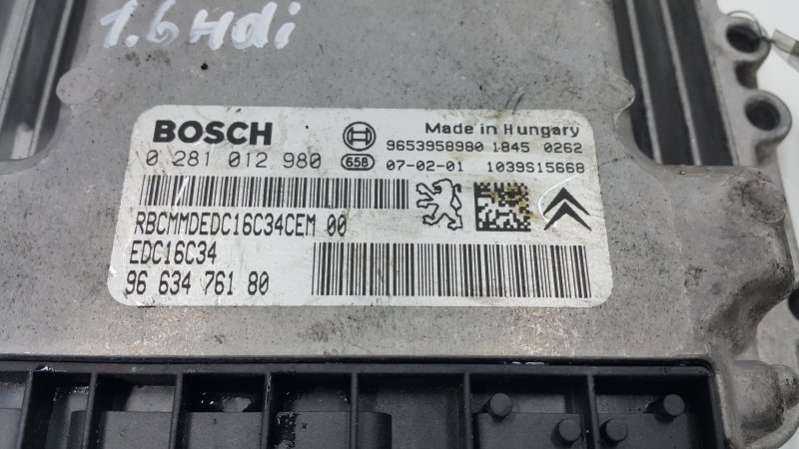 1.6 Hdi
BOSCH Made in Hungary
0 281 012 980 658 9653958980 1845 0262
07-02-01 1039S15668
RBCMMDEDC16C34CEM 00
EDC16C34
96 634 761 80